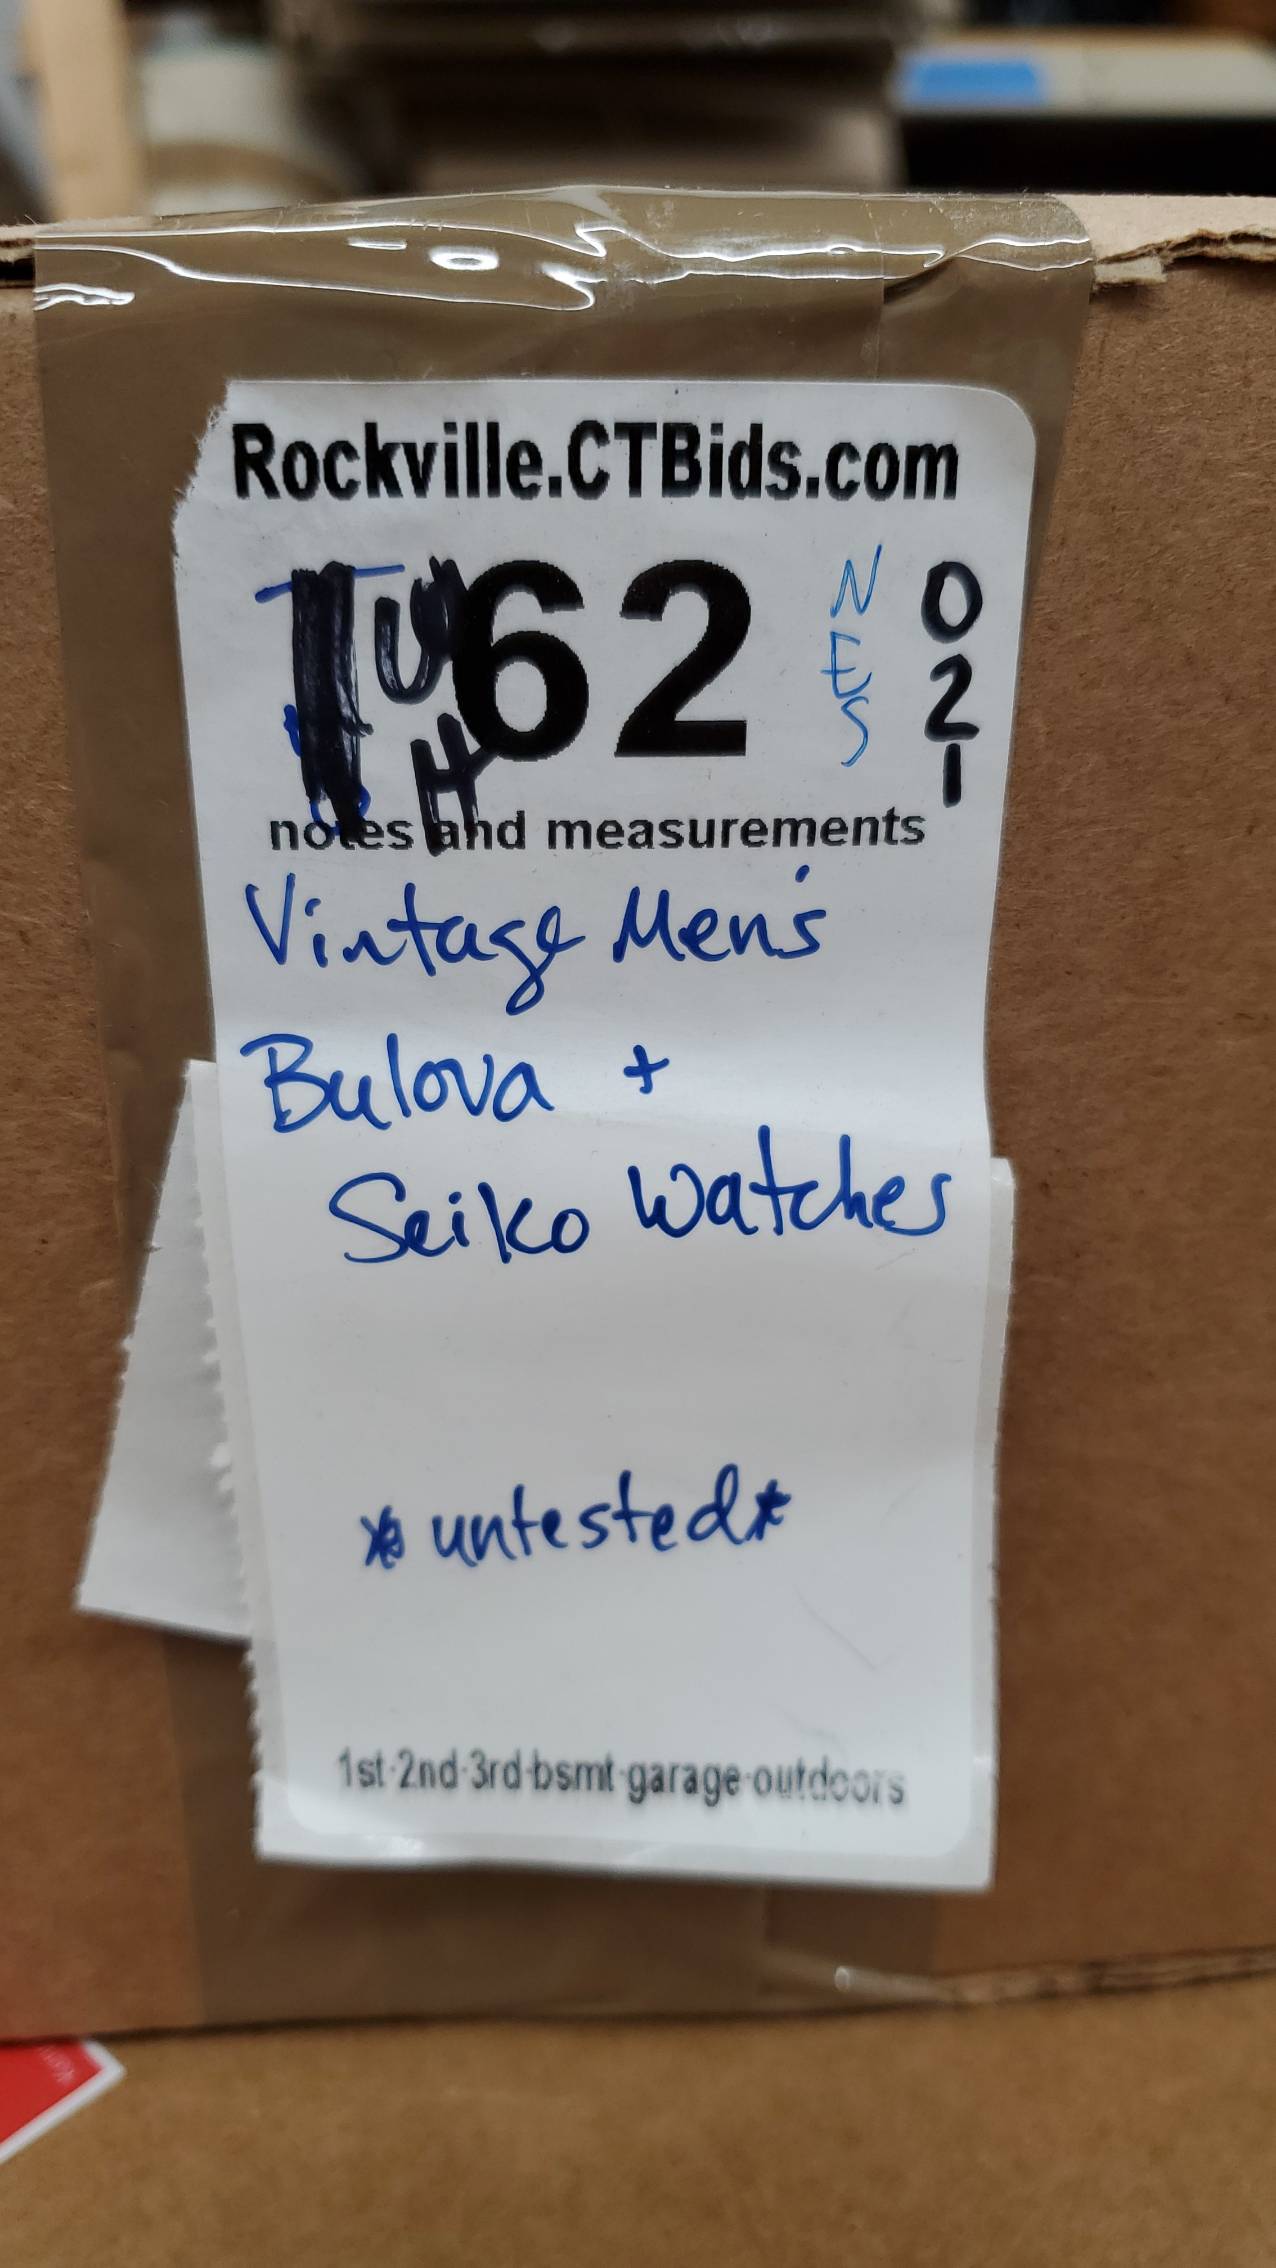 Rockville.CTBids.com
TUH 62 NES 021
notes and measurements
Vintage Men's
Bulova +
Seiko Watches
*untested*
1st-2nd-3rd-bsmt-garage-outdoors